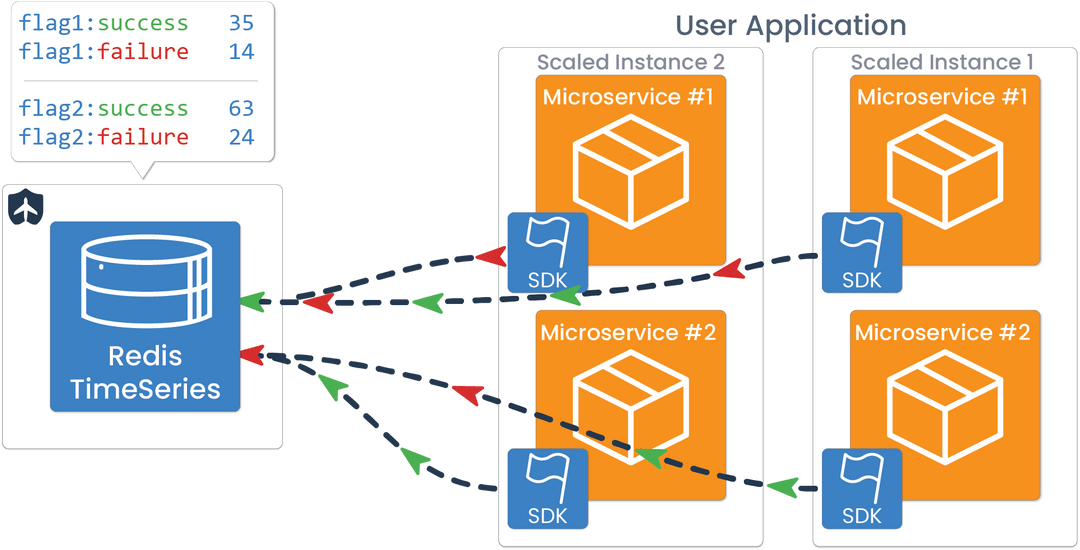 flag1:success 35
flag1:failure 14
flag2:success 63
flag2:failure 24
User Application
Scaled Instance 2
Scaled Instance 1
Microservice #1
Microservice #1
SDK
SDK
Microservice #2
Microservice #2
SDK
SDK
Redis
TimeSeries